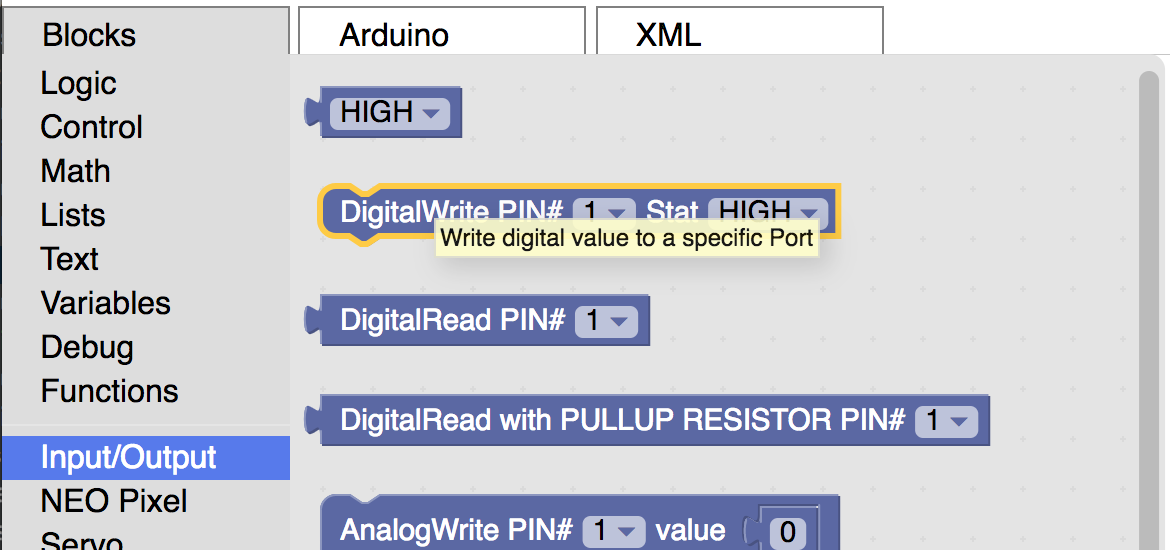 Blocks
Arduino
XML
Logic
Control
Math
Lists
Text
Variables
Debug
Functions
Input/Output
NEO Pixel
Servo
HIGH
DigitalWrite PIN# 1 Stat HIGH
Write digital value to a specific Port
DigitalRead PIN# 1
DigitalRead with PULLUP RESISTOR PIN# 1
AnalogWrite PIN# 1 value 0